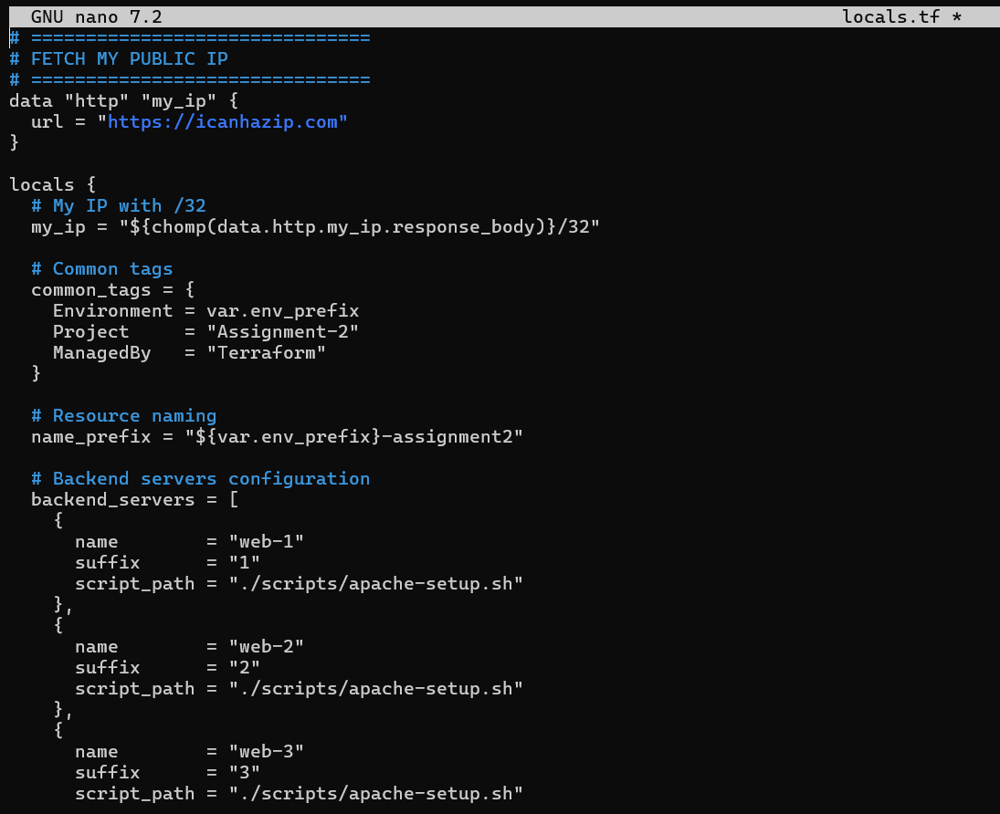 GNU nano 7.2 locals.tf *
# ===============================
# FETCH MY PUBLIC IP
# ===============================
data "http" "my_ip" {
  url = "https://icanhazip.com"
}

locals {
  # My IP with /32
  my_ip = "${chomp(data.http.my_ip.response_body)}/32"

  # Common tags
  common_tags = {
    Environment = var.env_prefix
    Project     = "Assignment-2"
    ManagedBy   = "Terraform"
  }

  # Resource naming
  name_prefix = "${var.env_prefix}-assignment2"

  # Backend servers configuration
  backend_servers = [
    {
      name        = "web-1"
      suffix      = "1"
      script_path = "./scripts/apache-setup.sh"
    },
    {
      name        = "web-2"
      suffix      = "2"
      script_path = "./scripts/apache-setup.sh"
    },
    {
      name        = "web-3"
      suffix      = "3"
      script_path = "./scripts/apache-setup.sh"